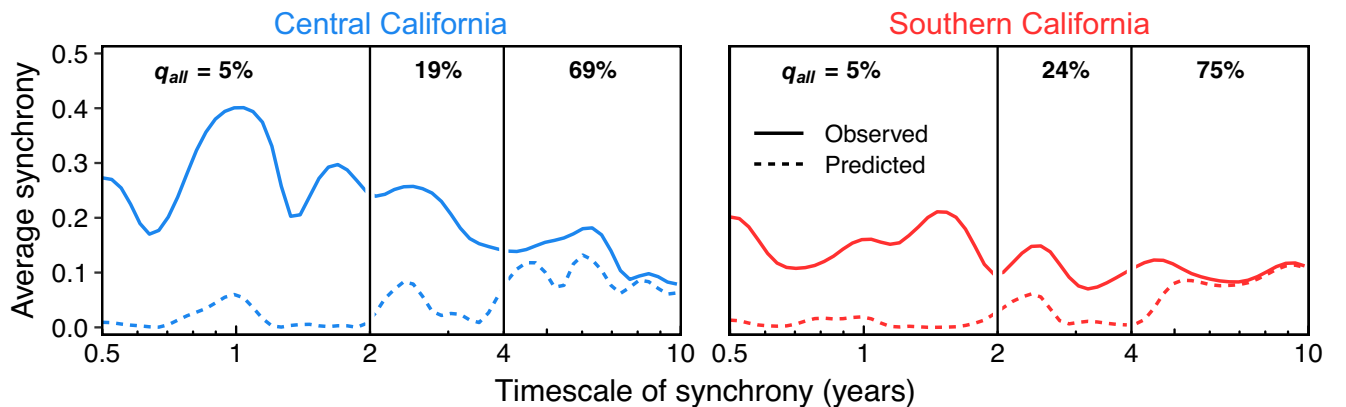 Central California
Southern California
Average synchrony
0.5
0.4
0.3
0.2
0.1
0.0
q_all = 5%
19%
69%
q_all = 5%
24%
75%
Observed
Predicted
0.5 1 2 4 10
0.5 1 2 4 10
Timescale of synchrony (years)